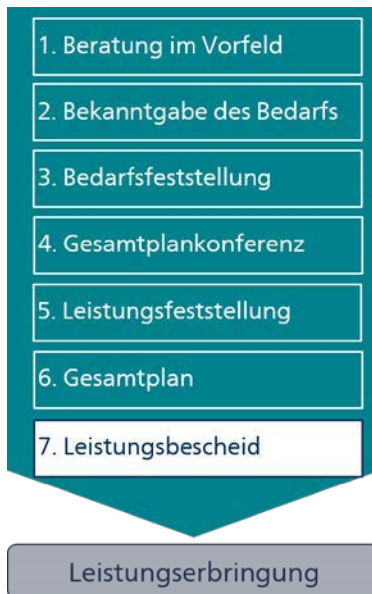 1. Beratung im Vorfeld
2. Bekanntgabe des Bedarfs
3. Bedarfsfeststellung
4. Gesamtplankonferenz
5. Leistungsfeststellung
6. Gesamtplan
7. Leistungsbescheid
Leistungserbringung